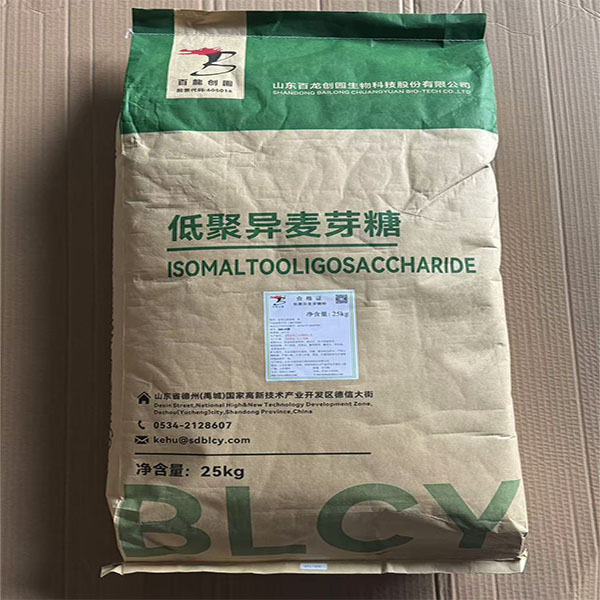 百龍创园
股票代码:605016
山东百龙创园生物科技股份有限公司
SHANDONG BAILONG CHUANGYUAN BIO-TECH CO.,LTD
低聚异麦芽糖
ISOMALTOOLIGOSACCHARIDE
合格证
净含量: 25kg
山东省德州(禹城)国家高新技术产业开发区德信大街
Dexin Street,National High&New Technology Development Zone,
Dezhou(Yucheng)city,Shandong Province,China
0534-2128607
kehu@sdblcy.com
净含量: 25kg
BLCY